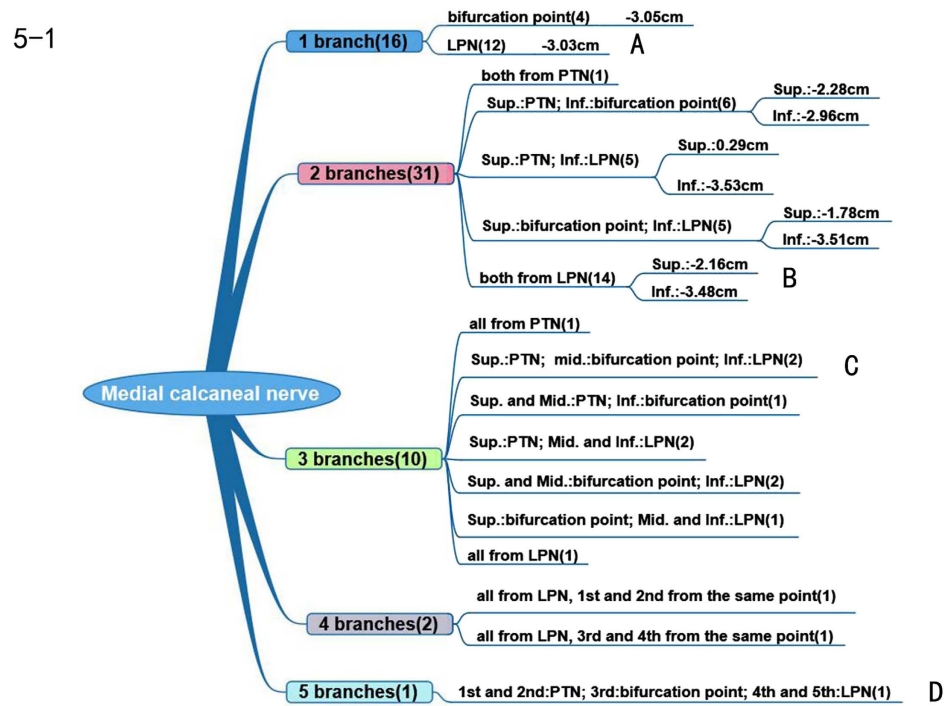 5-1
1 branch(16)
bifurcation point(4) -3.05cm
LPN(12) -3.03cm
A
2 branches(31)
both from PTN(1)
Sup.:PTN; Inf.:bifurcation point(6)
Sup.:-2.28cm
Inf.:-2.96cm
Sup.:PTN; Inf.:LPN(5)
Sup.:0.29cm
Inf.:-3.53cm
Sup.:bifurcation point; Inf.:LPN(5)
Sup.:-1.78cm
Inf.:-3.51cm
both from LPN(14)
Sup.:-2.16cm
Inf.:-3.48cm
B
Medial calcaneal nerve
3 branches(10)
all from PTN(1)
Sup.:PTN; mid.:bifurcation point; Inf.:LPN(2)
C
Sup. and Mid.:PTN; Inf.:bifurcation point(1)
Sup.:PTN; Mid. and Inf.:LPN(2)
Sup. and Mid.:bifurcation point; Inf.:LPN(2)
Sup.:bifurcation point; Mid. and Inf.:LPN(1)
all from LPN(1)
4 branches(2)
all from LPN, 1st and 2nd from the same point(1)
all from LPN, 3rd and 4th from the same point(1)
5 branches(1)
1st and 2nd:PTN; 3rd:bifurcation point; 4th and 5th:LPN(1)
D